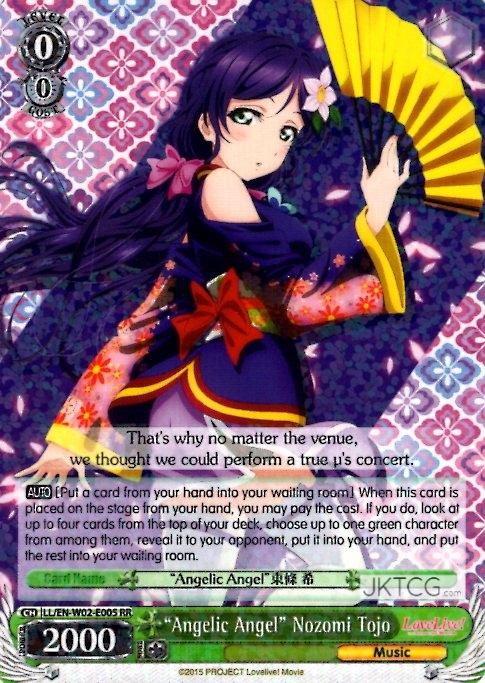 LEVEL
0
0
COST
That's why no matter the venue,
we thought we could perform a true μ's concert.
AUTO [Put a card from your hand into your waiting room] When this card is
placed on the stage from your hand, you may pay the cost. If you do, look at
up to four cards from the top of your deck, choose up to one green character
from among them, reveal it to your opponent, put it into your hand, and put
the rest into your waiting room.
Card Name
"Angelic Angel"東條 希
JKTCG.com
CH LL/EN-W02-E005 RR
2000
"Angelic Angel" Nozomi Tojo
LoveLive!
Music
©2015 PROJECT Lovelive! Movie